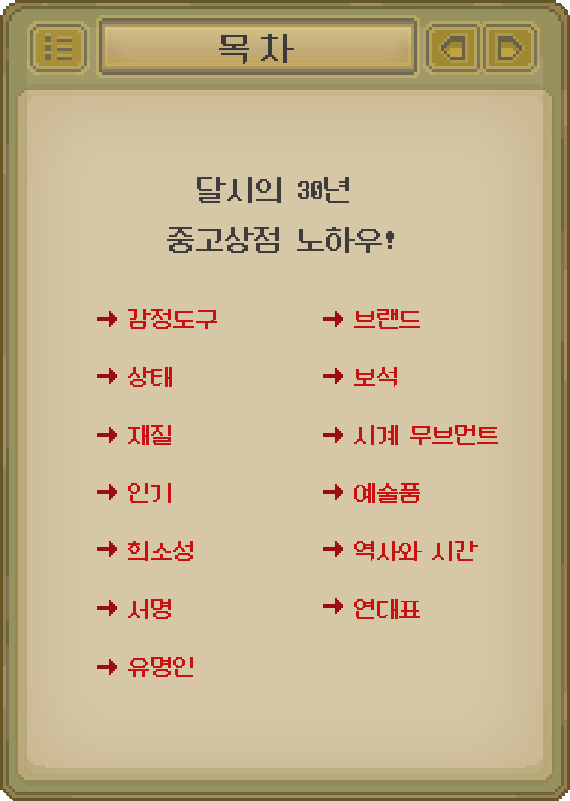 목차
달시의 30년
중고상점 노하우!
→ 감정도구
→ 상태
→ 재질
→ 인기
→ 희소성
→ 서명
→ 유명인
→ 브랜드
→ 보석
→ 시계 무브먼트
→ 예술품
→ 역사와 시간
→ 연대표